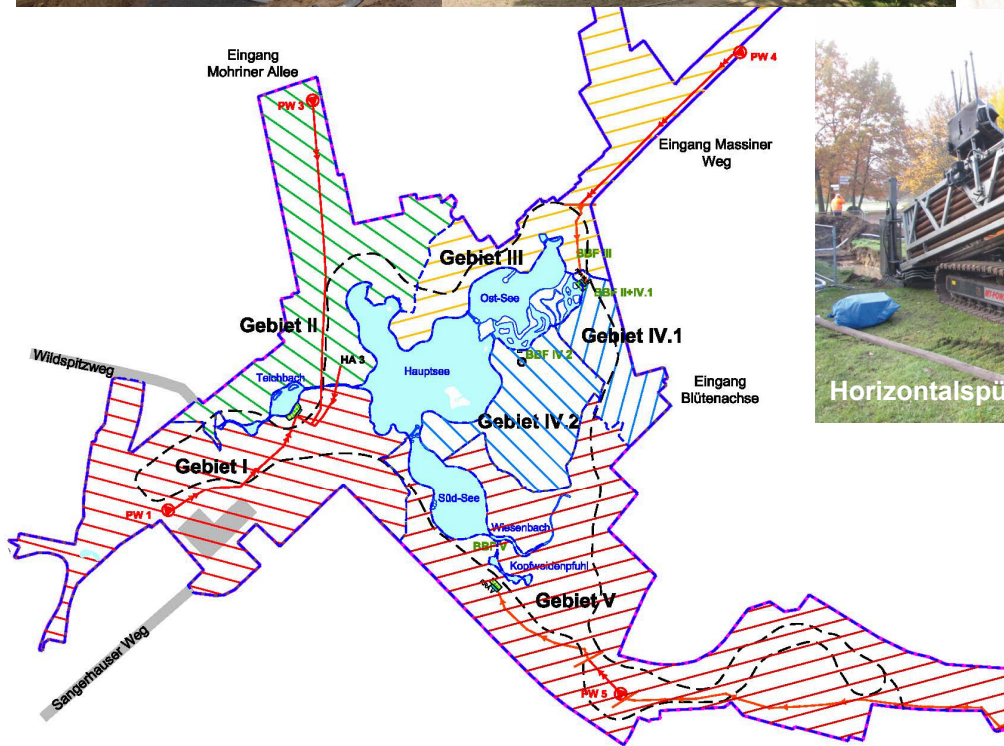 Eingang
Mohriner Allee
PW 3
PW 4
Eingang Massiner
Weg
Gebiet III
BBF III
Ost-See
BBF II+IV.1
Gebiet II
Gebiet IV.1
HA 3
BBF IV.2
Wildspitzweg
Teichbach
Hauptsee
Eingang
Blütenachse
Horizontalspü
Gebiet IV.2
Gebiet I
Süd-See
PW 1
Wiesenbach
BBF V
Kopfweidenpfuhl
Gebiet V
Sangerhauser Weg
PW 5